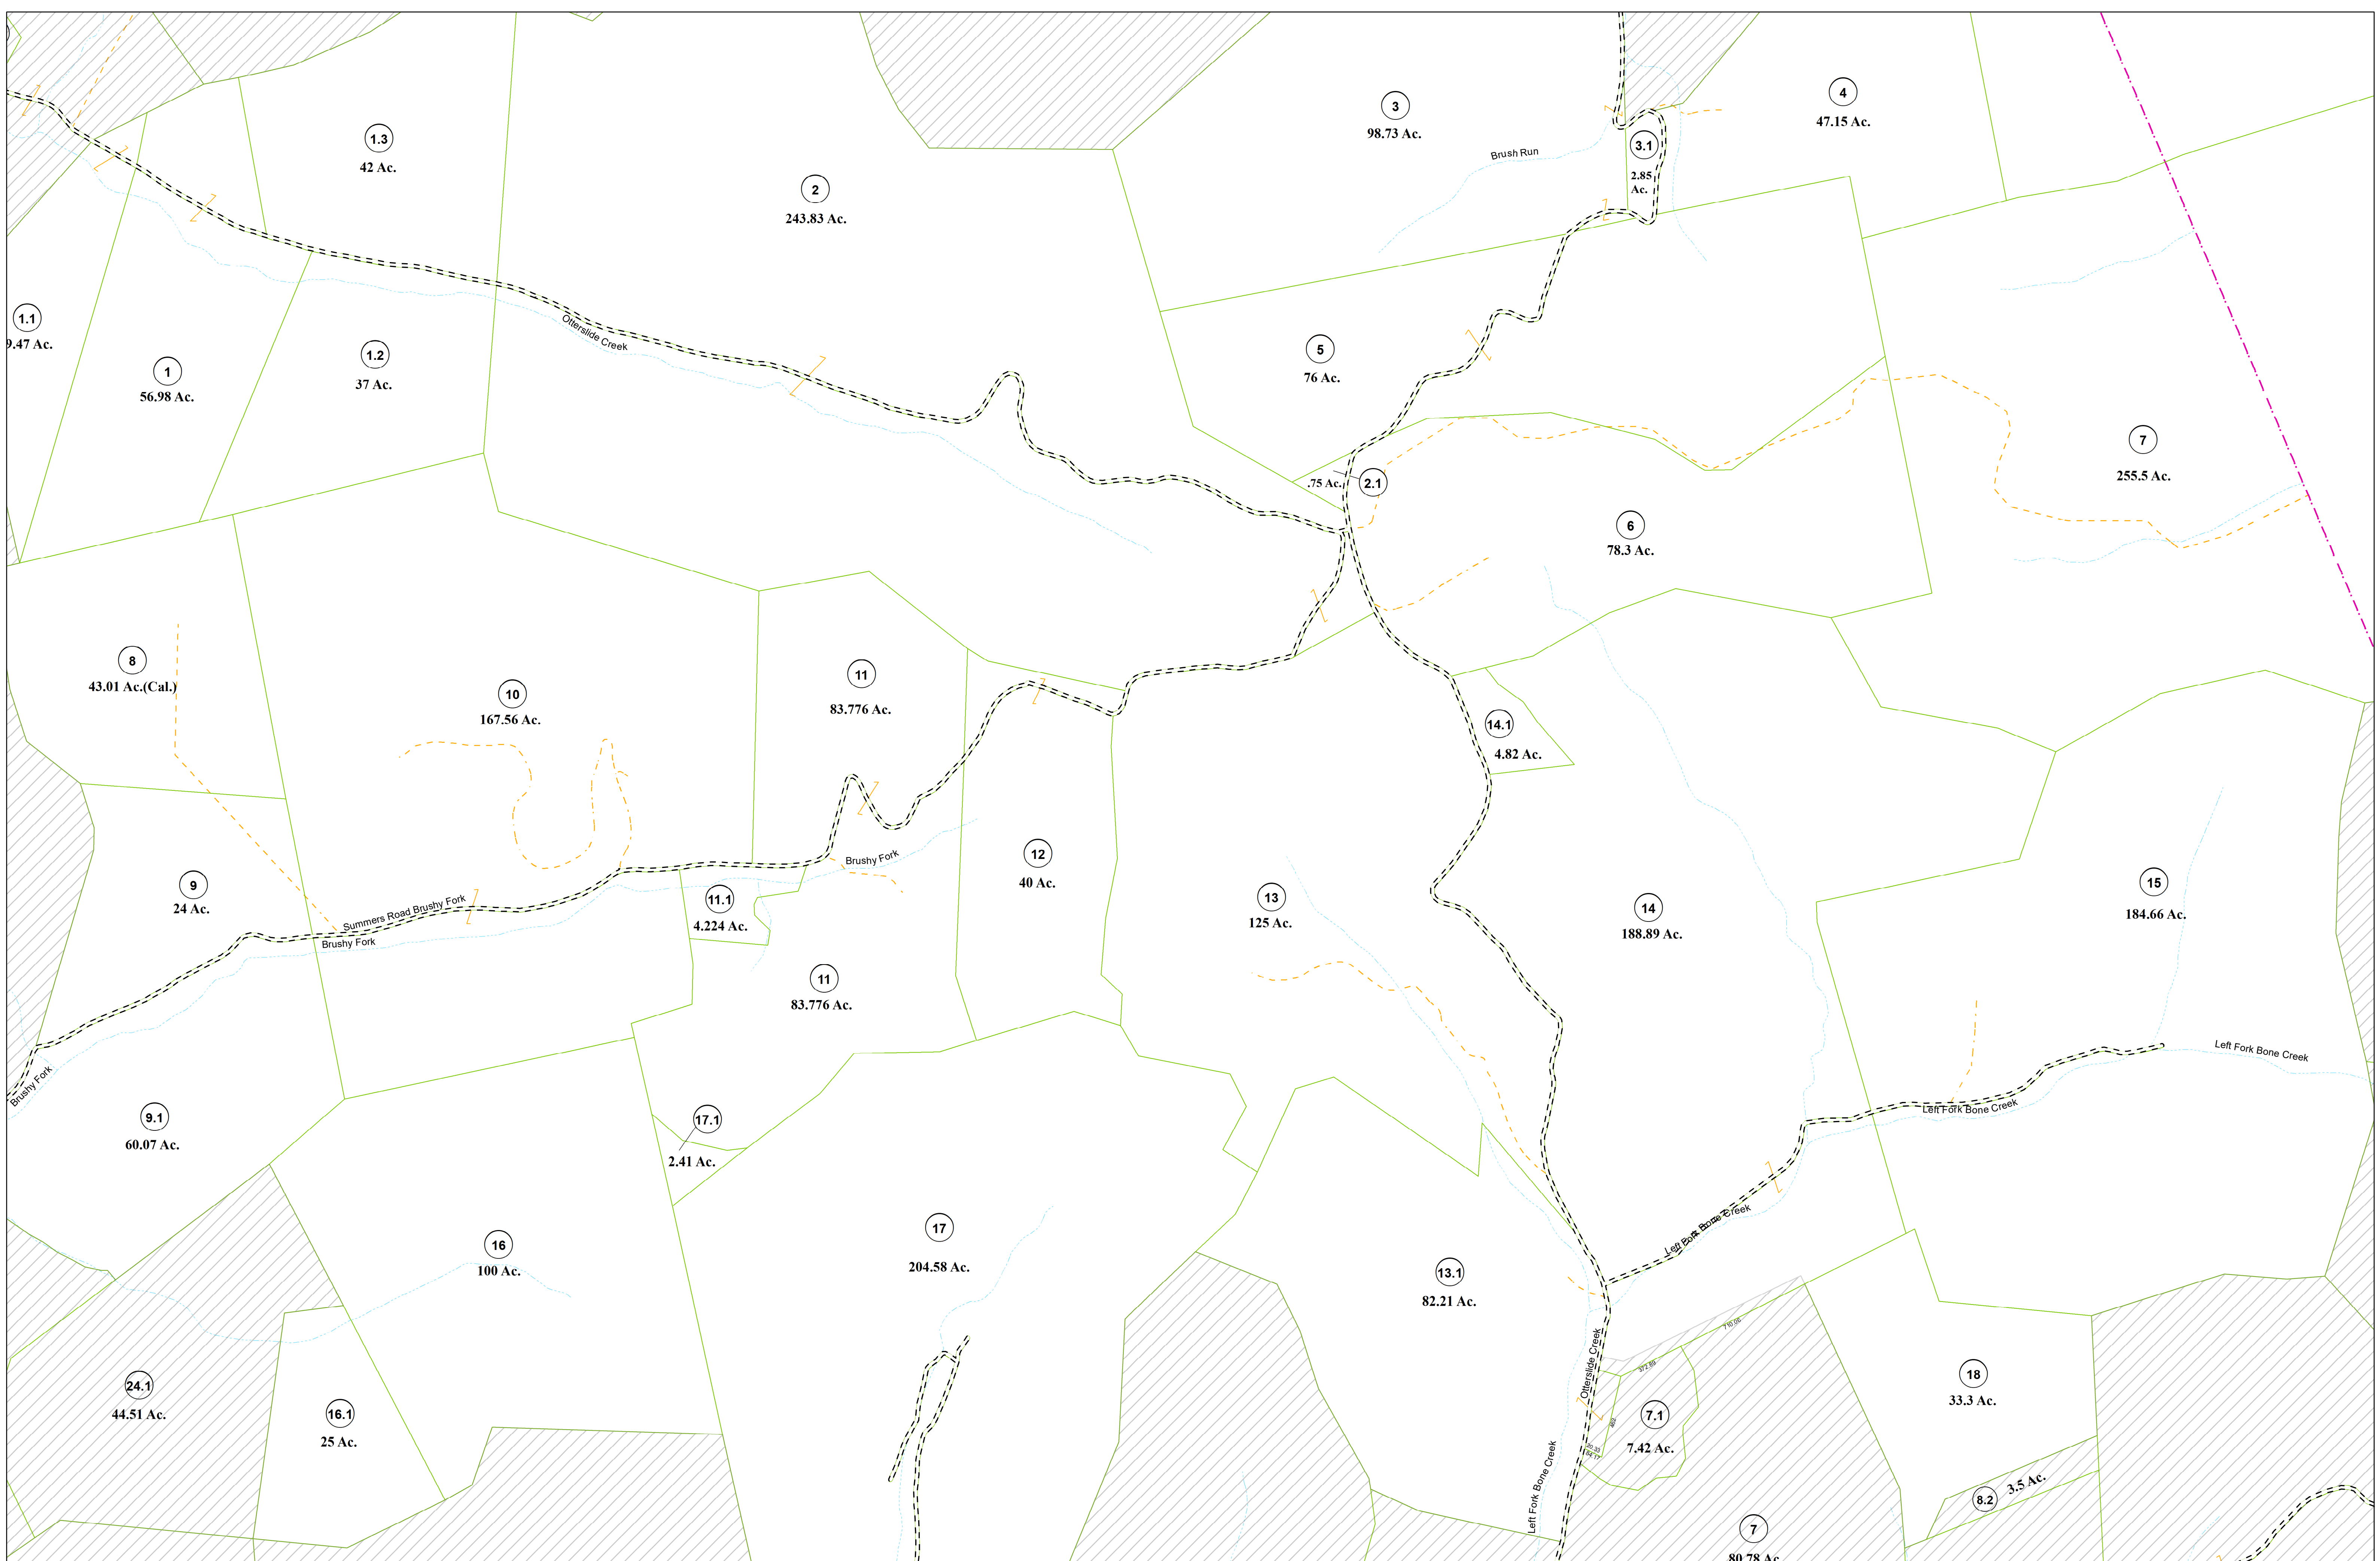 3
98.73 Ac.
4
47.15 Ac.
1.3
42 Ac.
3.1
2.85
Ac.
Brush Run
2
243.83 Ac.
1.1
9.47 Ac.
Otterslide Creek
1
56.98 Ac.
1.2
37 Ac.
5
76 Ac.
7
255.5 Ac.
.75 Ac.
2.1
6
78.3 Ac.
8
43.01 Ac.(Cal.)
10
167.56 Ac.
11
83.776 Ac.
14.1
4.82 Ac.
12
40 Ac.
Brushy Fork
9
24 Ac.
Summers Road Brushy Fork
Brushy Fork
11.1
4.224 Ac.
13
125 Ac.
14
188.89 Ac.
15
184.66 Ac.
11
83.776 Ac.
Left Fork Bone Creek
Left Fork Bone Creek
Brushy Fork
9.1
60.07 Ac.
17.1
2.41 Ac.
16
100 Ac.
17
204.58 Ac.
Left Fork Bone Creek
13.1
82.21 Ac.
710.06
372.89
Otterslide Creek
18
33.3 Ac.
24.1
44.51 Ac.
16.1
25 Ac.
7.1
7.42 Ac.
Left Fork Bone Creek
8.2
3.5 Ac.
7
80.78 Ac.